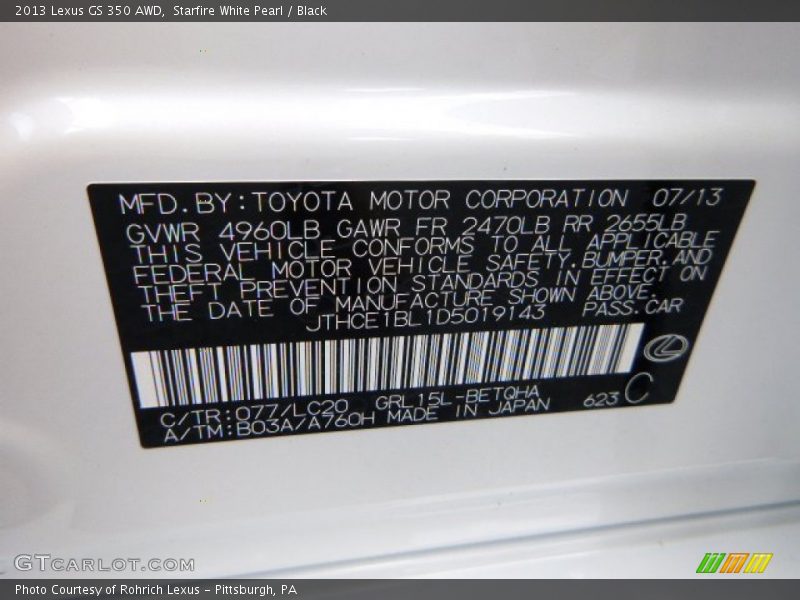 2013 Lexus GS 350 AWD, Starfire White Pearl / Black
MFD.BY:TOYOTA MOTOR CORPORATION 07/13
GVWR 4960LB GAWR FR 2470LB RR 2655LB
THIS VEHICLE CONFORMS TO ALL APPLICABLE
FEDERAL MOTOR VEHICLE SAFETY,BUMPER,AND
THEFT PREVENTION STANDARDS IN EFFECT ON
THE DATE OF MANUFACTURE SHOWN ABOVE.
JTHCE1BL1D5019143 PASS.CAR
C/TR:077/LC20 GRL15L-BETQHA
A/TM:B03A/A760H MADE IN JAPAN 623 C
GTCARLOT.COM
Photo Courtesy of Rohrich Lexus - Pittsburgh, PA